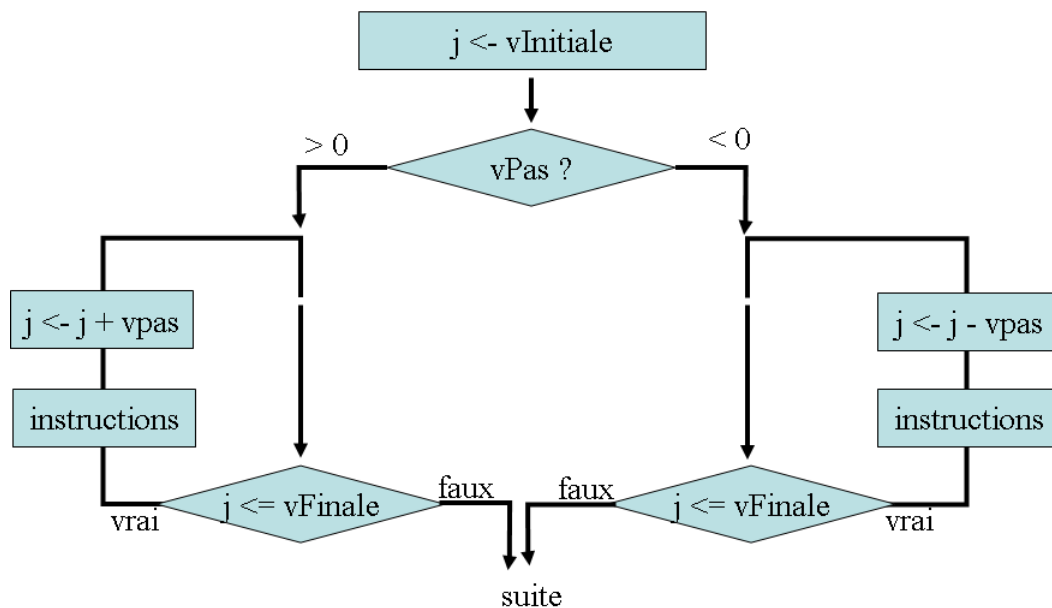 j <- vInitiale
> 0
< 0
vPas ?
j <- j + vpas
j <- j - vpas
instructions
instructions
faux
faux
j <= vFinale
j <= vFinale
vrai
vrai
suite